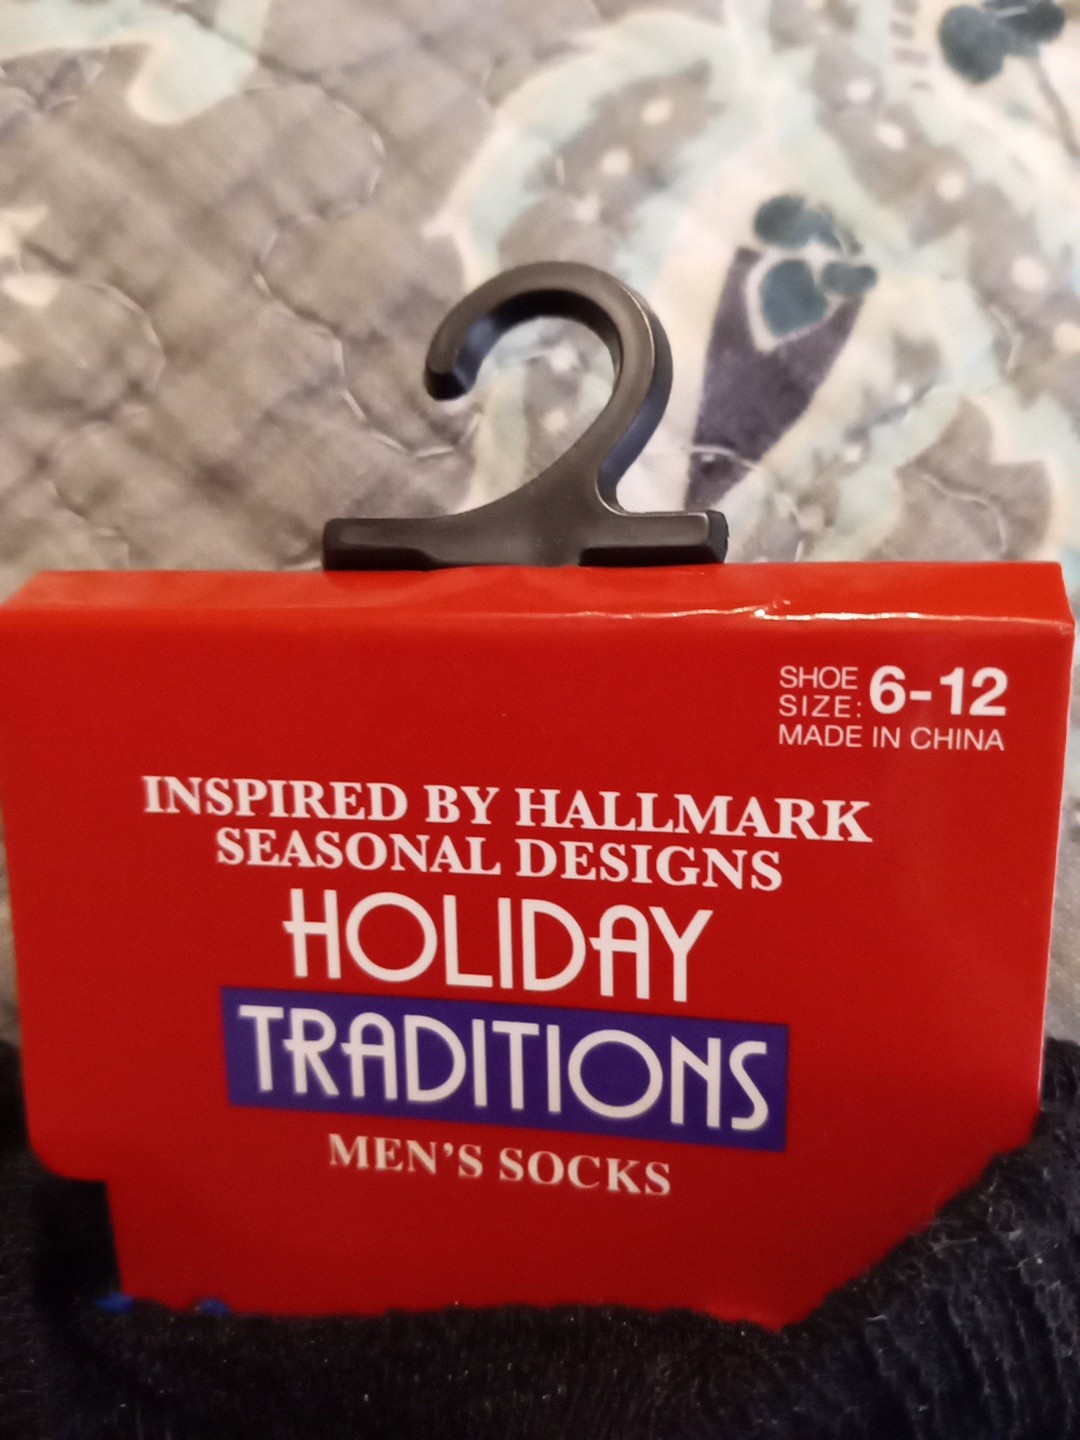 SHOE SIZE: 6-12
MADE IN CHINA
INSPIRED BY HALLMARK
SEASONAL DESIGNS
HOLIDAY
TRADITIONS
MEN'S SOCKS